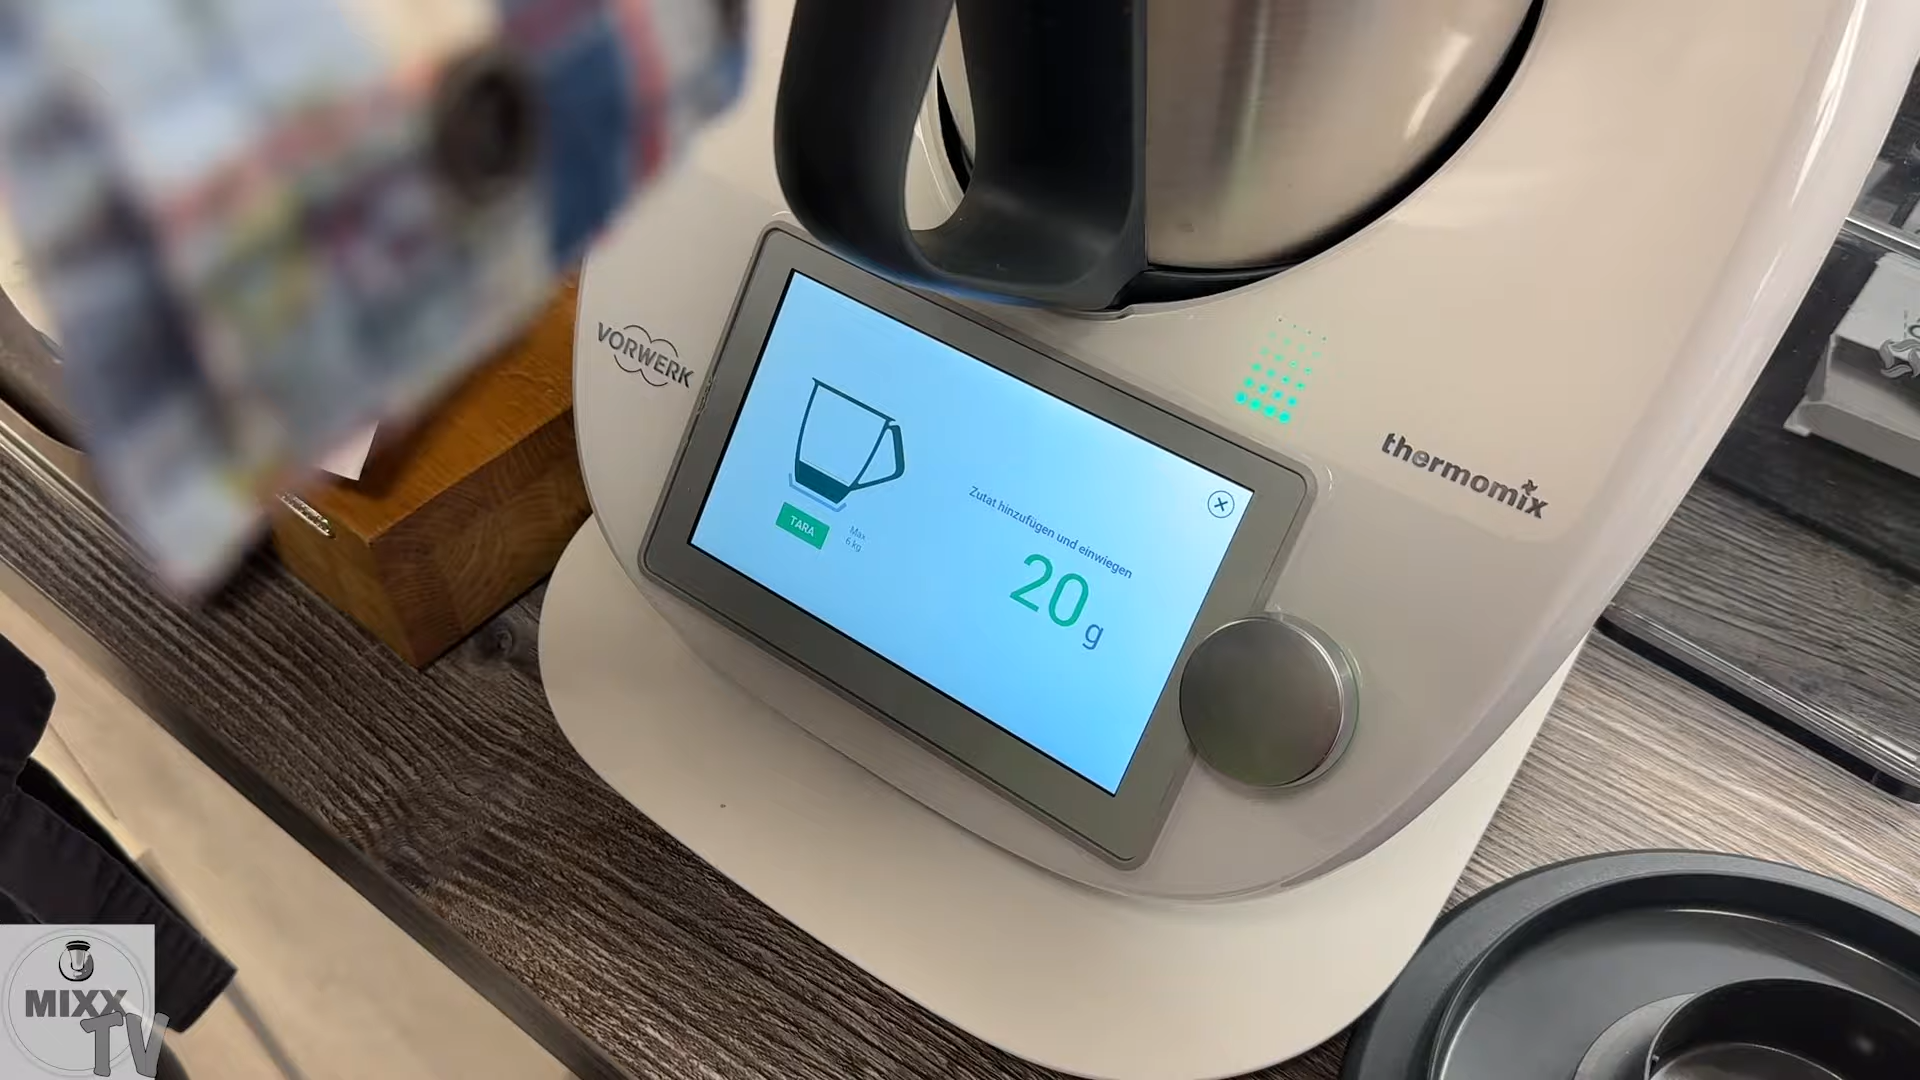 VORWERK
thermomix
Zutat hinzufügen und einwiegen
20 g
TARA
Max.
6 kg
MIXX
TV